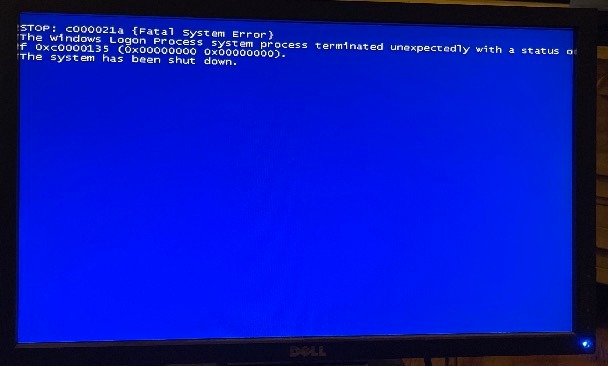 STOP: c000021a {Fatal System Error}
The Windows Logon Process system process terminated unexpectedly with a status o
f 0xc0000135 (0x00000000 0x00000000).
The system has been shut down.
DELL